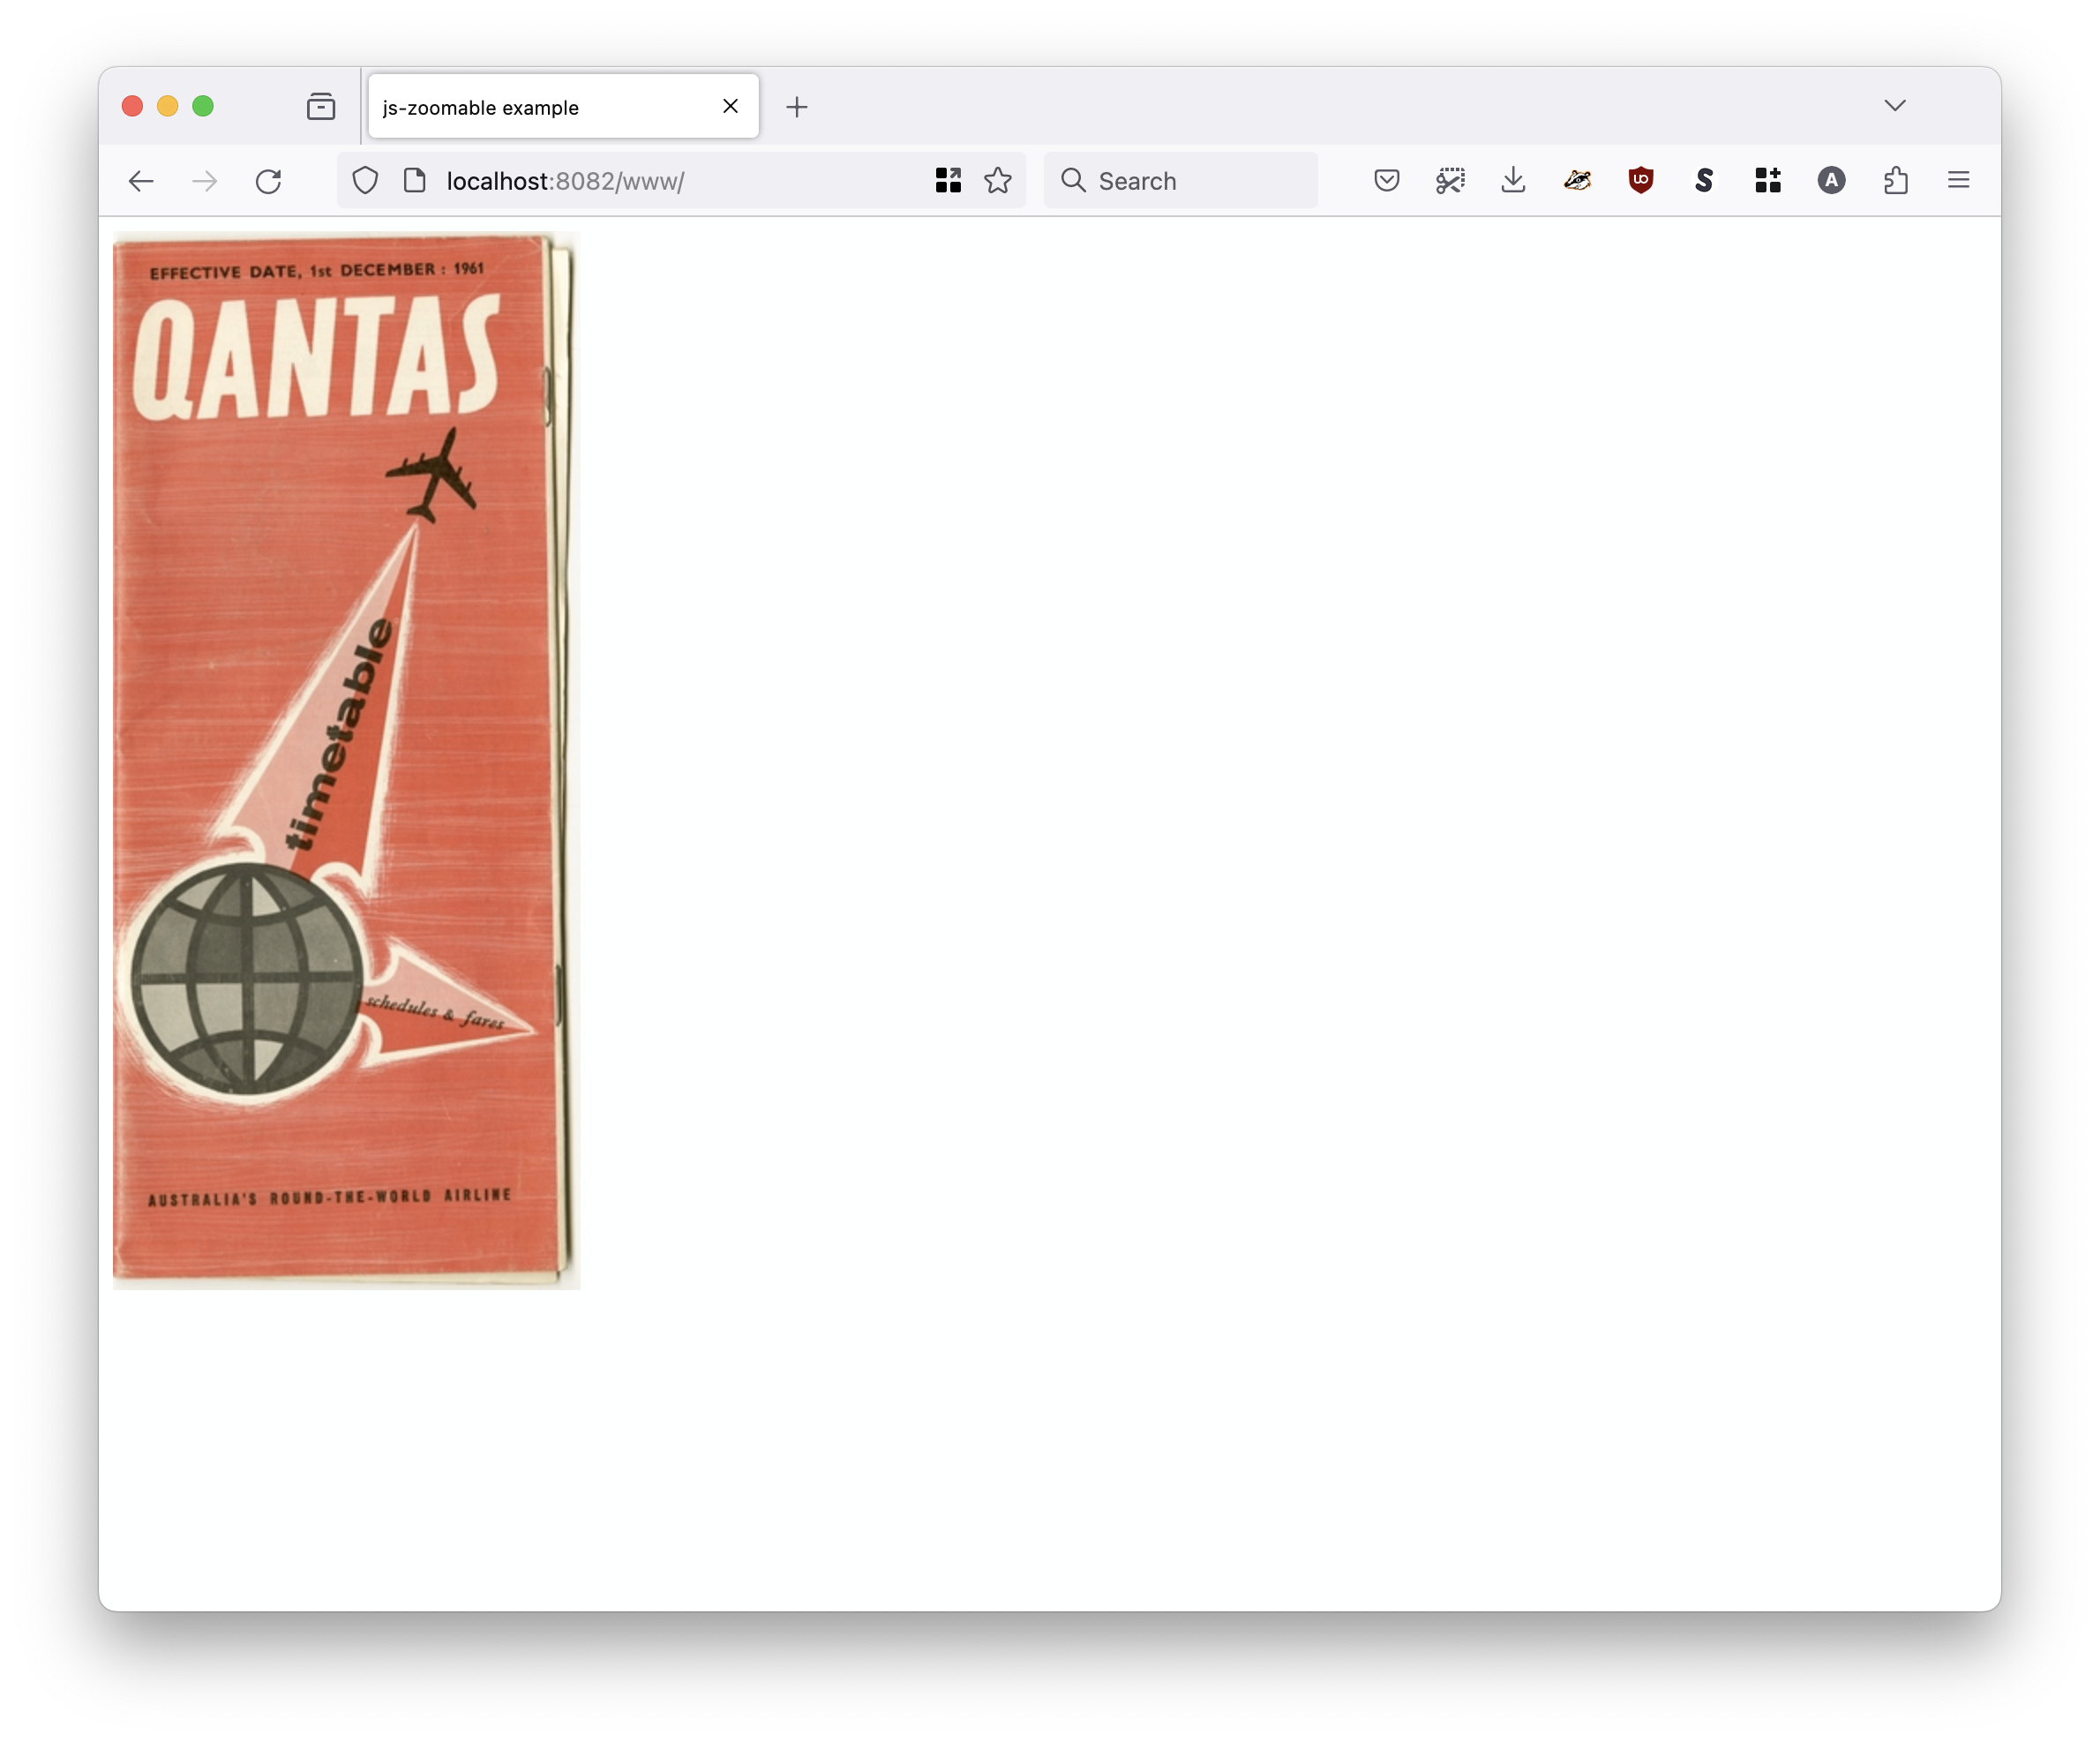 js-zoomable example
localhost:8082/www/
Search
A
EFFECTIVE DATE, 1st DECEMBER : 1961
QANTAS
timetable
schedules & fares
AUSTRALIA'S ROUND-THE-WORLD AIRLINE